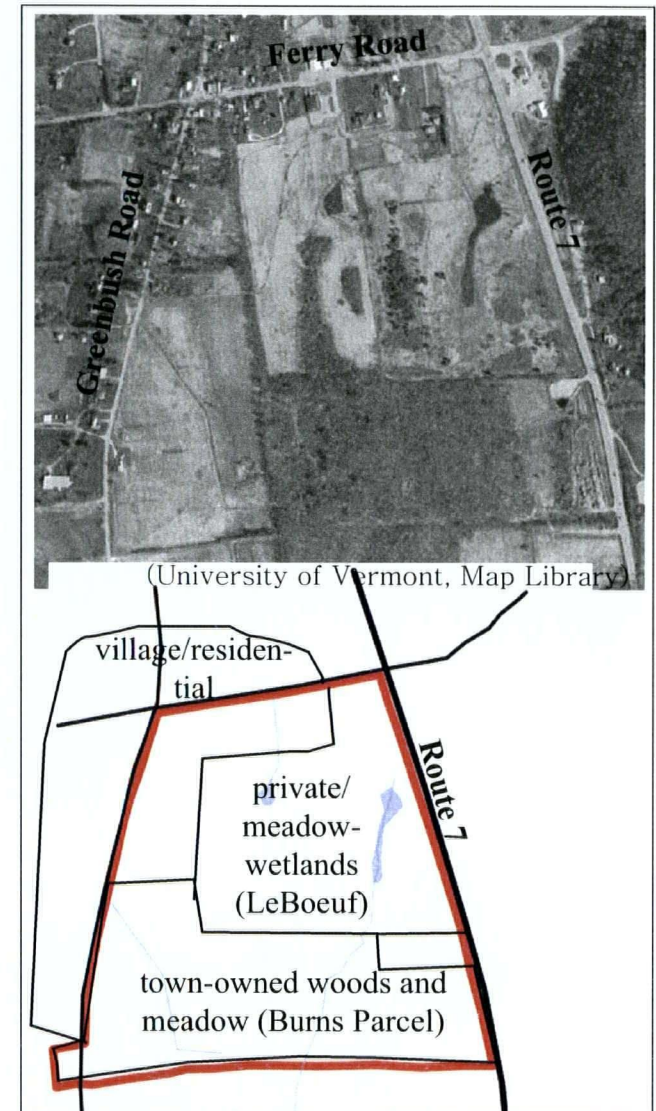 Ferry Road
Greenbush Road
Route 7
(University of Vermont, Map Library)
village/residen-
tial
Route 7
private/
meadow-
wetlands
(LeBoeuf)
town-owned woods and
meadow (Burns Parcel)